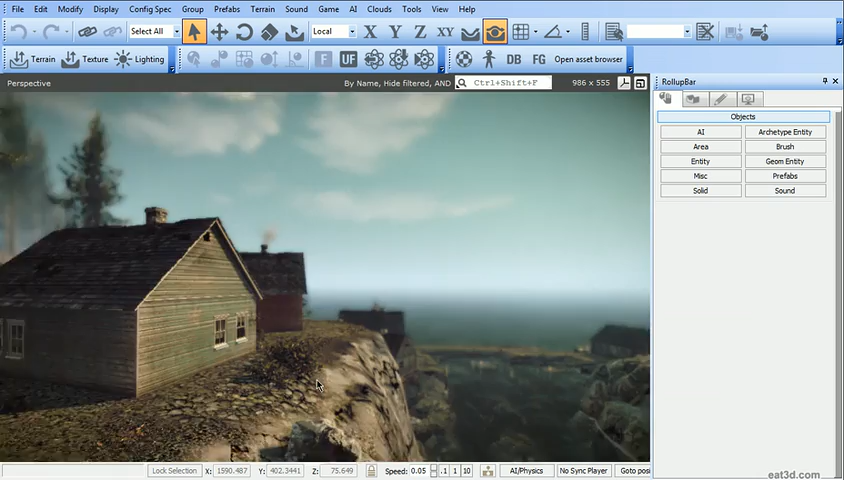 File Edit Modify Display Config Spec Group Prefabs Terrain Sound Game AI Clouds Tools View Help
Select All X Y Z XY Local
Terrain Texture Lighting F UF DB FG Open asset browser
Perspective By Name, Hide filtered, AND Ctrl+Shift+F 986 x 555
RollupBar
Objects
AI Archetype Entity
Area Brush
Entity Geom Entity
Misc Prefabs
Solid Sound
Lock Selection X: 1590.487 Y: 402.3441 Z: 75.649 Speed: 0.05 .1 1 10 AI/Physics No Sync Player Goto posi
eat3d.com